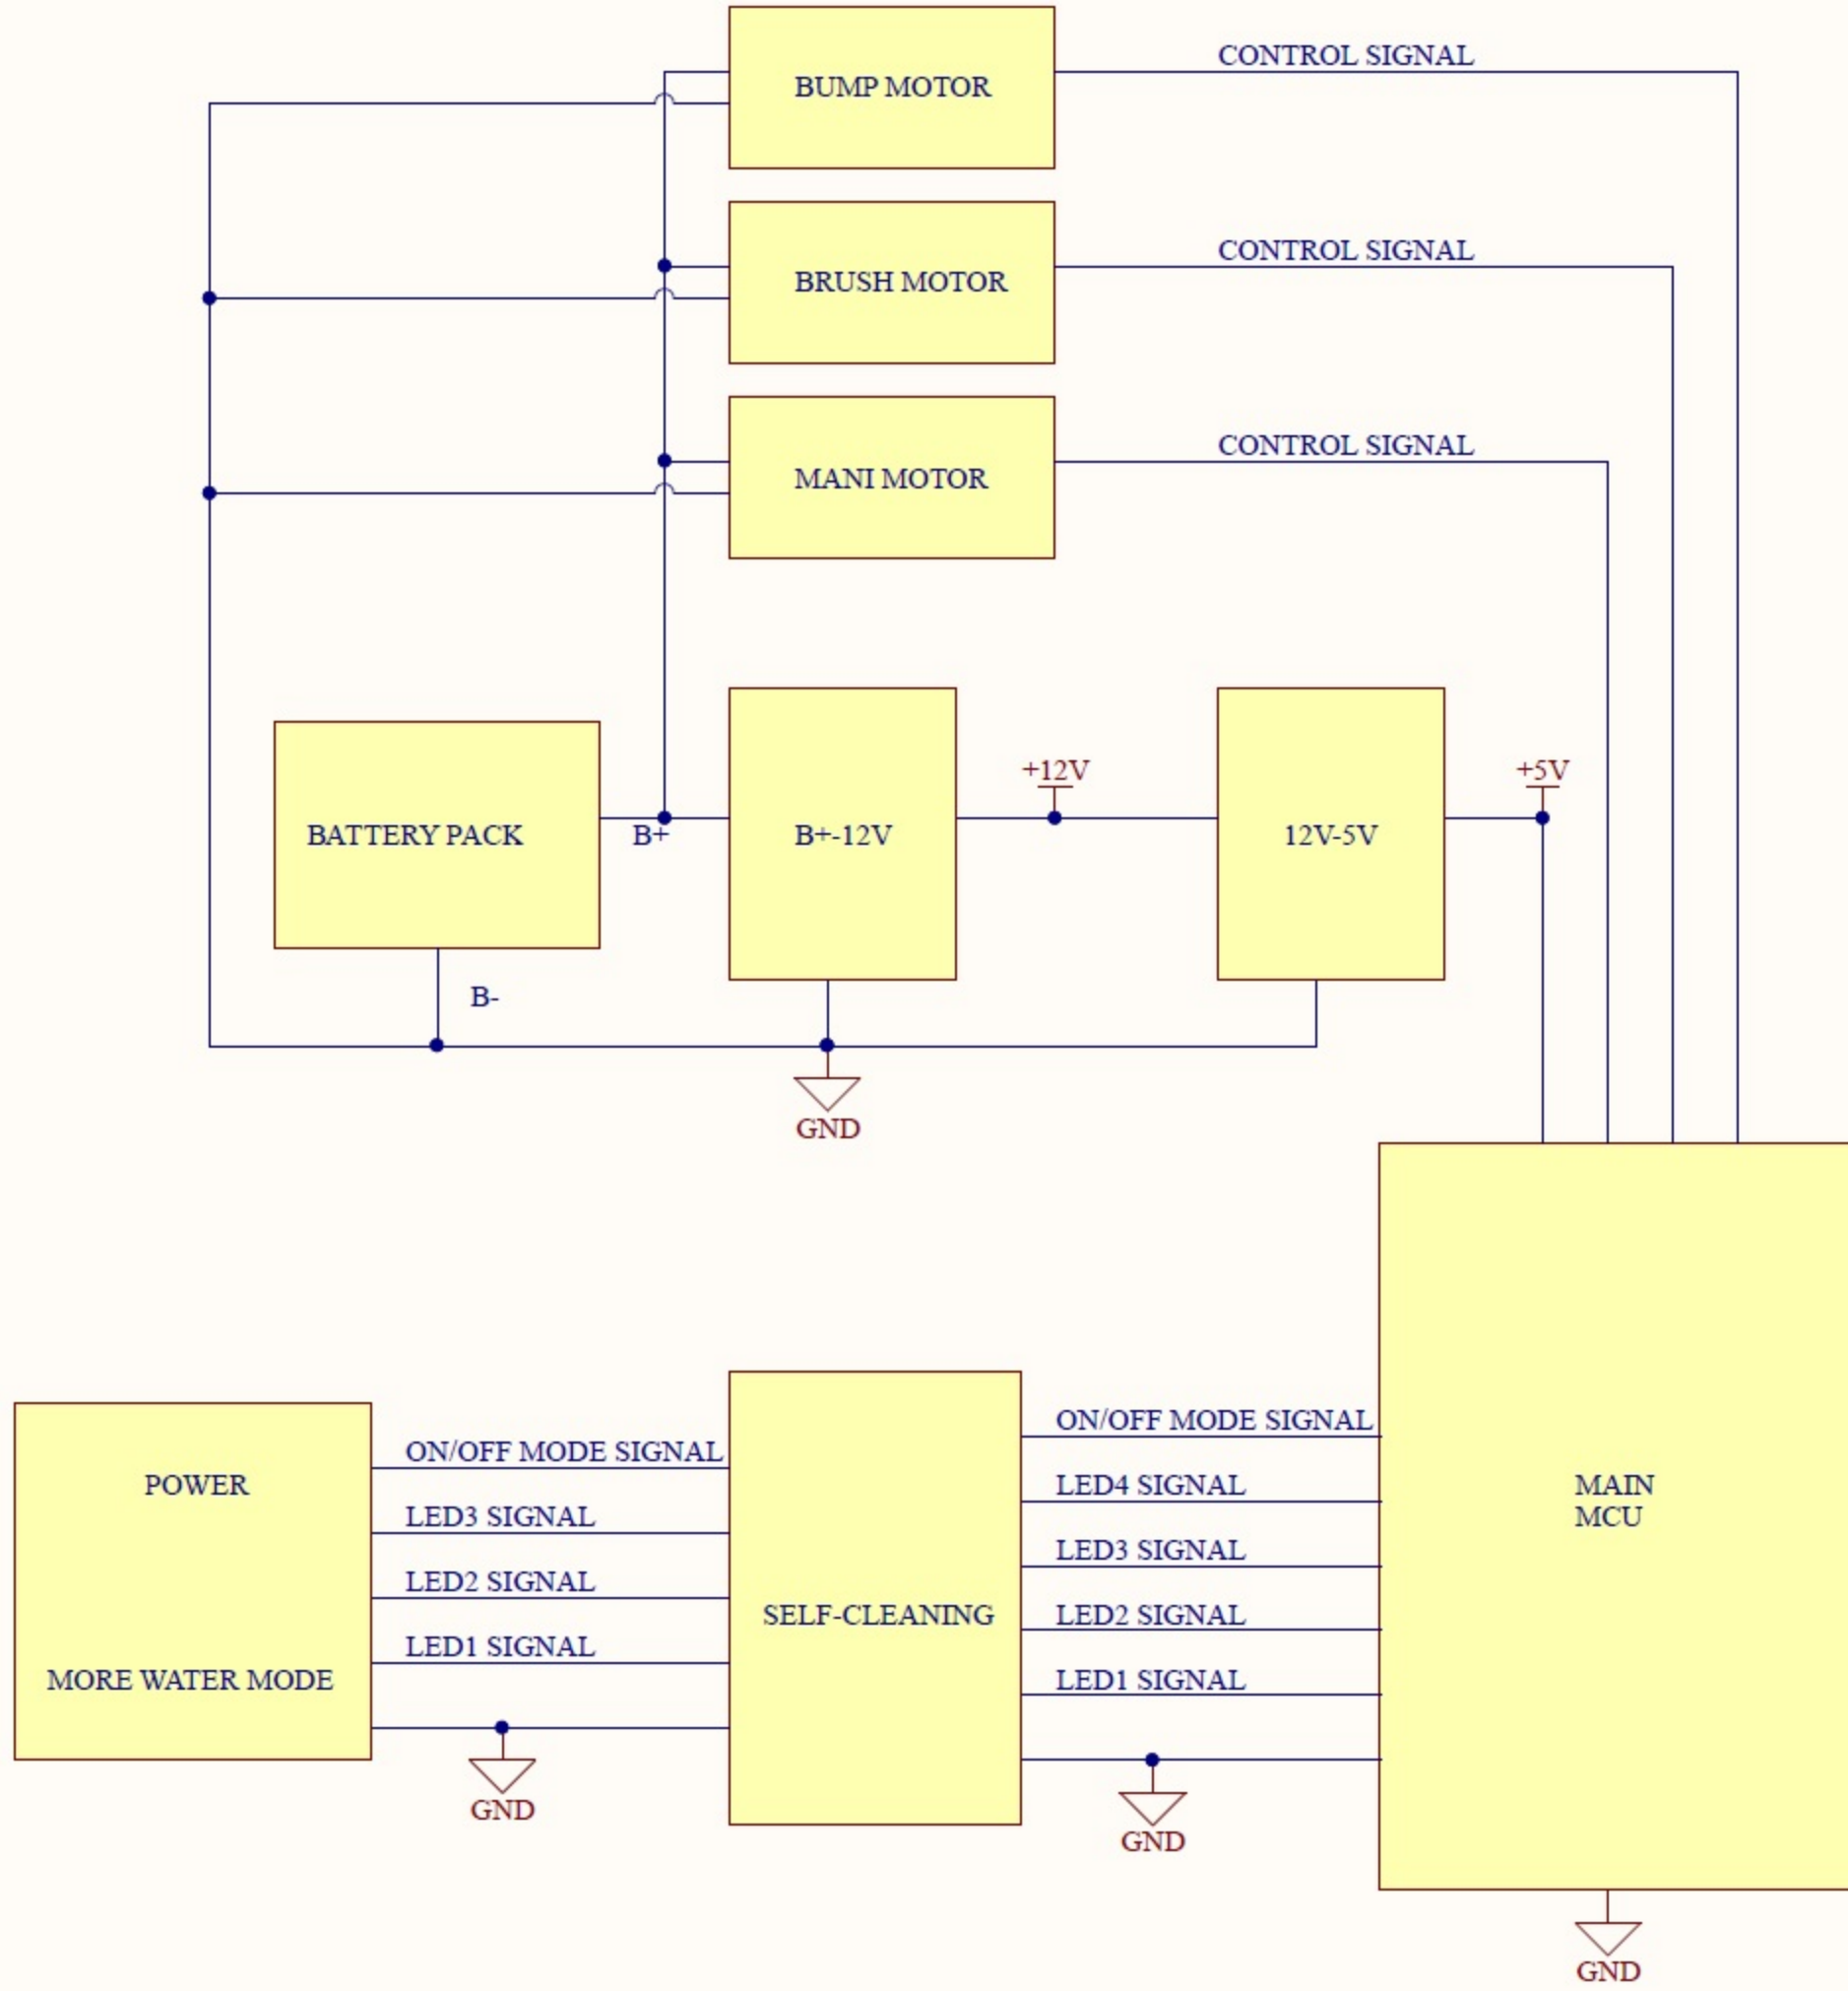 CONTROL SIGNAL
BUMP MOTOR
CONTROL SIGNAL
BRUSH MOTOR
CONTROL SIGNAL
MANI MOTOR
+12V
+5V
BATTERY PACK
B+
B+-12V
12V-5V
B-
GND
ON/OFF MODE SIGNAL
ON/OFF MODE SIGNAL
POWER
LED4 SIGNAL
MAIN
MCU
LED3 SIGNAL
LED3 SIGNAL
LED2 SIGNAL
SELF-CLEANING
LED2 SIGNAL
LED1 SIGNAL
MORE WATER MODE
LED1 SIGNAL
GND
GND
GND